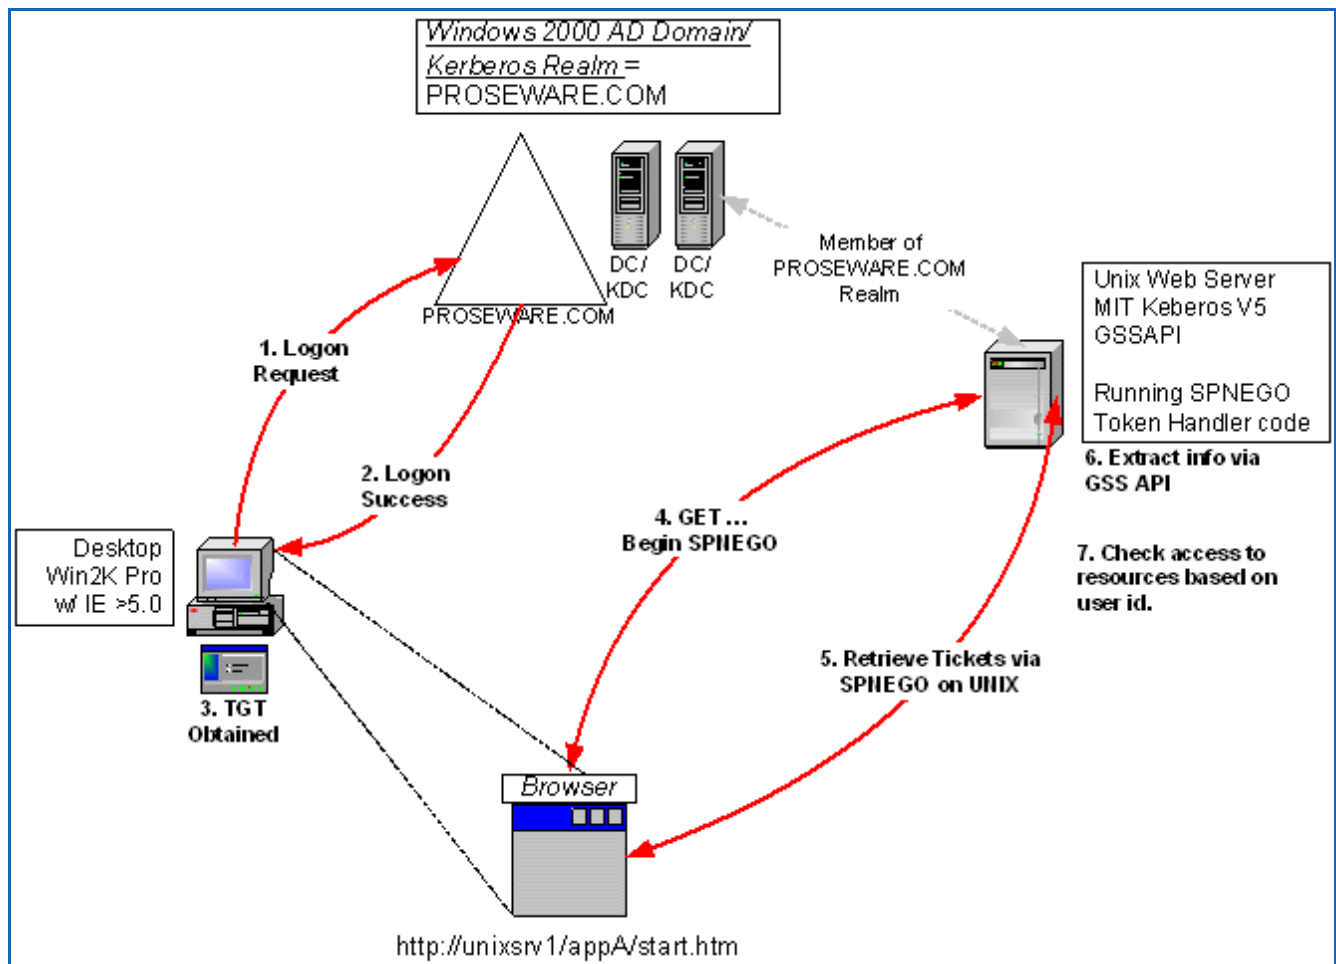 Windows 2000 AD Domain/
Kerberos Realm =
PROSEWARE.COM
DC/
KDC
DC/
KDC
PROSEWARE.COM
Member of
PROSEWARE.COM
Realm
Unix Web Server
MIT Keberos V5
GSSAPI
Running SPNEGO
Token Handler code
1. Logon
Request
2. Logon
Success
Desktop
Win2K Pro
w/ IE >5.0
3. TGT
Obtained
4. GET ...
Begin SPNEGO
6. Extract info via
GSS API
7. Check access to
resources based on
user id.
5. Retrieve Tickets via
SPNEGO on UNIX
Browser
http://unixsrv1/appA/start.htm